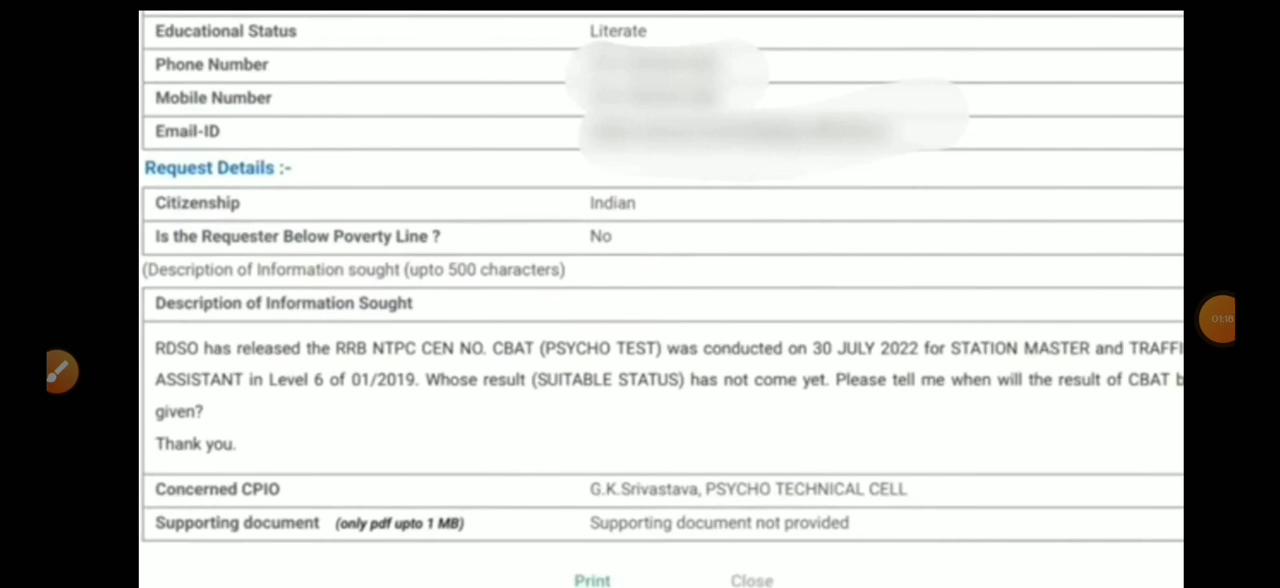 Educational Status Literate
Phone Number
Mobile Number
Email-ID
Request Details :-
Citizenship Indian
Is the Requester Below Poverty Line ? No
(Description of Information sought (upto 500 characters)
Description of Information Sought
RDSO has released the RRB NTPC CEN NO. CBAT (PSYCHO TEST) was conducted on 30 JULY 2022 for STATION MASTER and TRAFFI
ASSISTANT in Level 6 of 01/2019. Whose result (SUITABLE STATUS) has not come yet. Please tell me when will the result of CBAT b
given?
Thank you.
Concerned CPIO G.K.Srivastava, PSYCHO TECHNICAL CELL
Supporting document (only pdf upto 1 MB) Supporting document not provided
Print Close
01:18